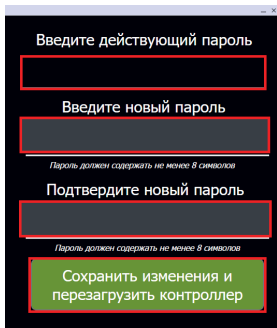 Введите действующий пароль
Введите новый пароль
Пароль должен содержать не менее 8 символов
Подтвердите новый пароль
Пароль должен содержать не менее 8 символов
Сохранить изменения и
перезагрузить контроллер